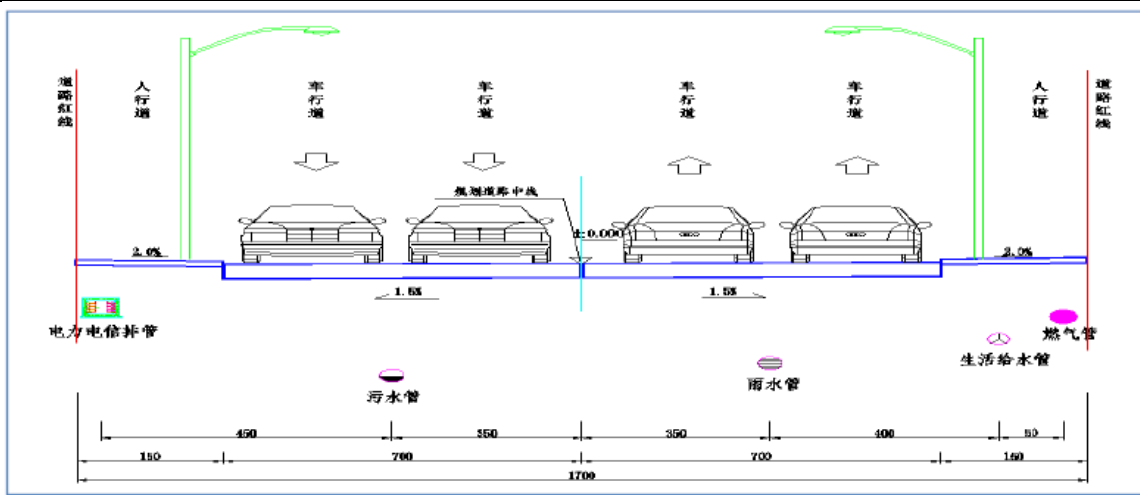 道路红线
人行道
车行道
车行道
车行道
车行道
人行道
道路红线
规划道路中线
±0.000
2.0%
2.0%
1.5%
1.5%
电力电信排管
燃气管
生活给水管
雨水管
污水管
450
350
350
400
50
150
700
700
150
1700